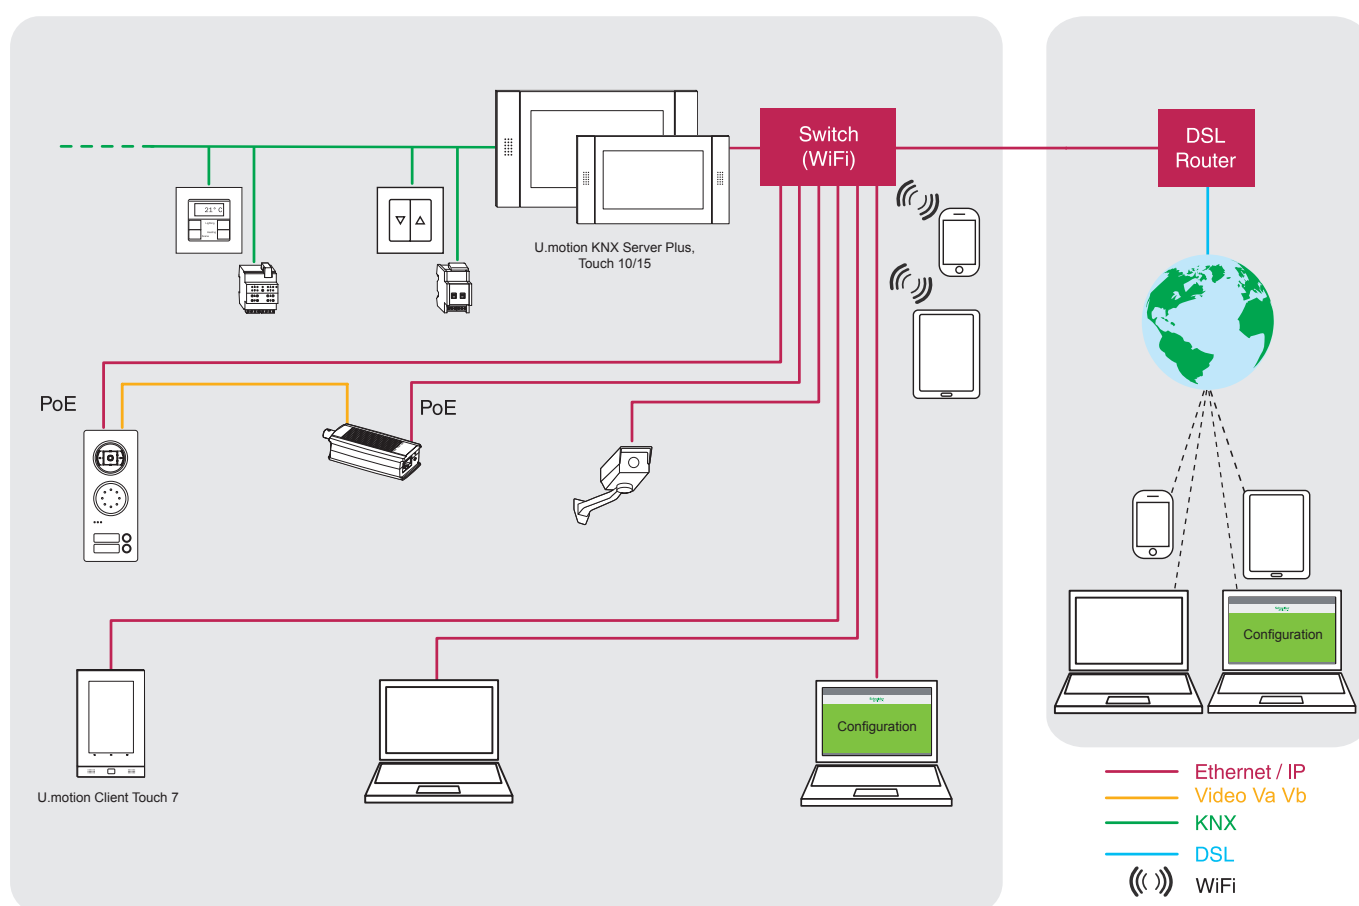 Switch
(WiFi)
DSL
Router
21° C
U.motion KNX Server Plus,
Touch 10/15
PoE
PoE
Configuration
Configuration
U.motion Client Touch 7
Ethernet / IP
Video Va Vb
KNX
DSL
WiFi